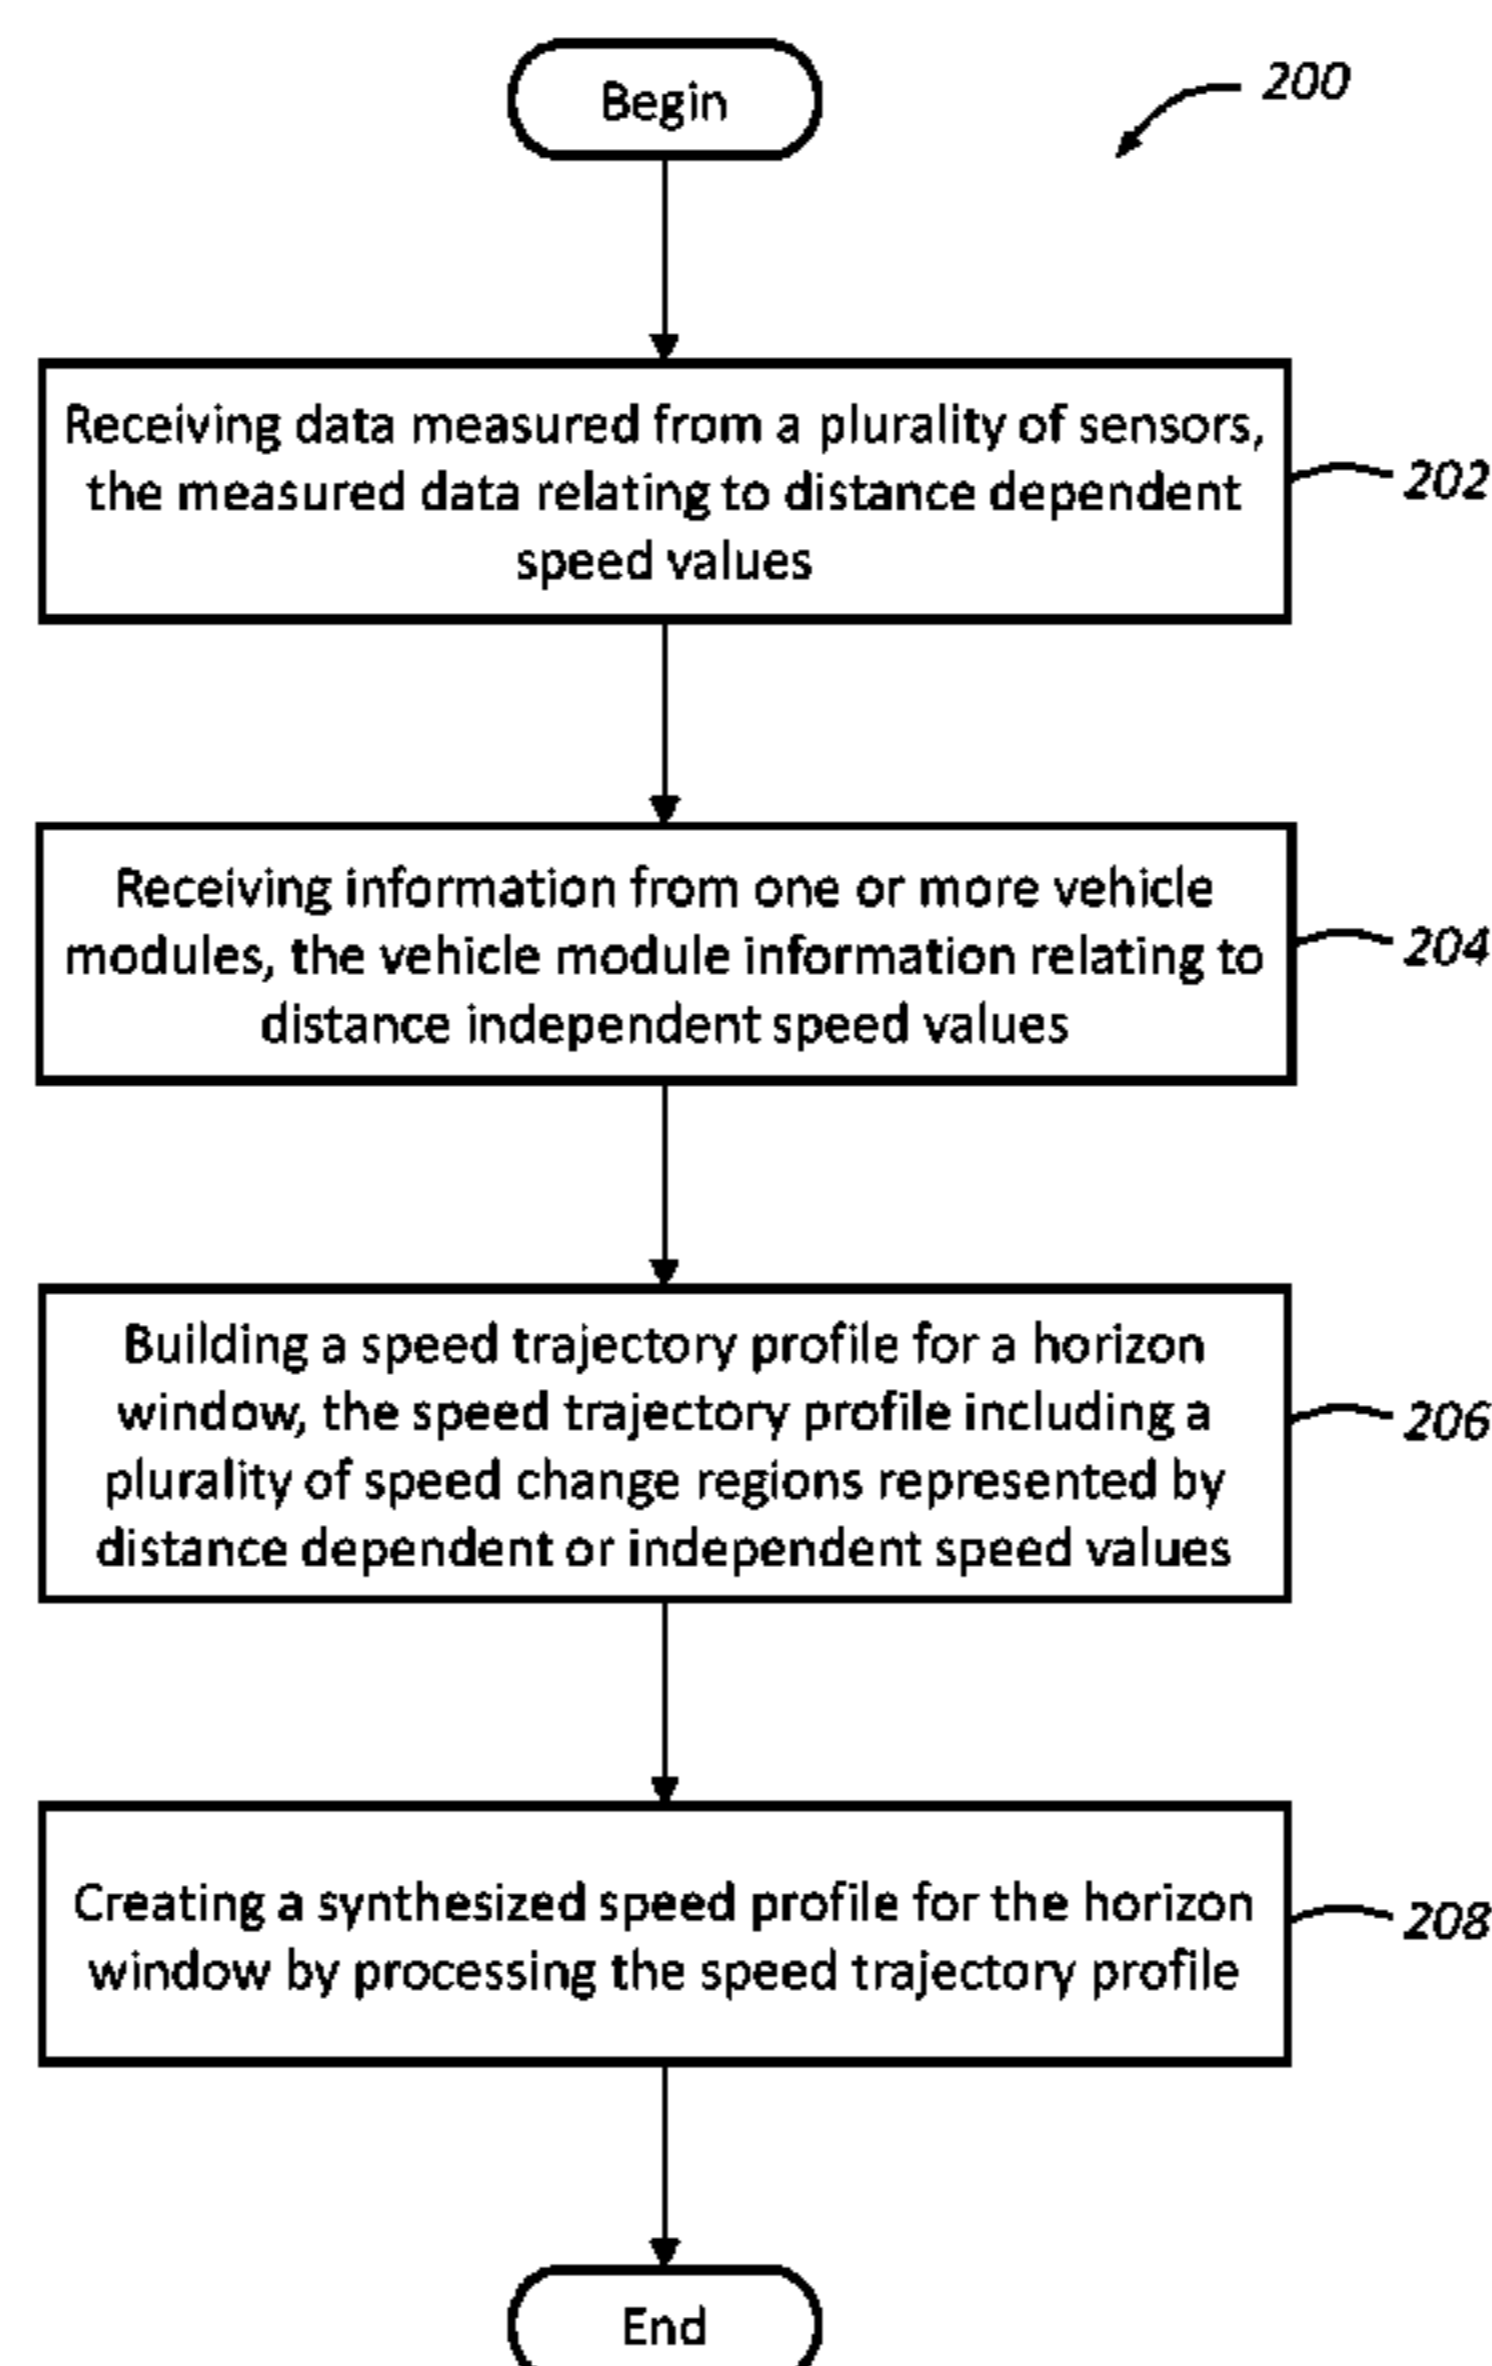 Begin
200
Receiving data measured from a plurality of sensors,
the measured data relating to distance dependent
speed values
202
Receiving information from one or more vehicle
modules, the vehicle module information relating to
distance independent speed values
204
Building a speed trajectory profile for a horizon
window, the speed trajectory profile including a
plurality of speed change regions represented by
distance dependent or independent speed values
206
Creating a synthesized speed profile for the horizon
window by processing the speed trajectory profile
208
End